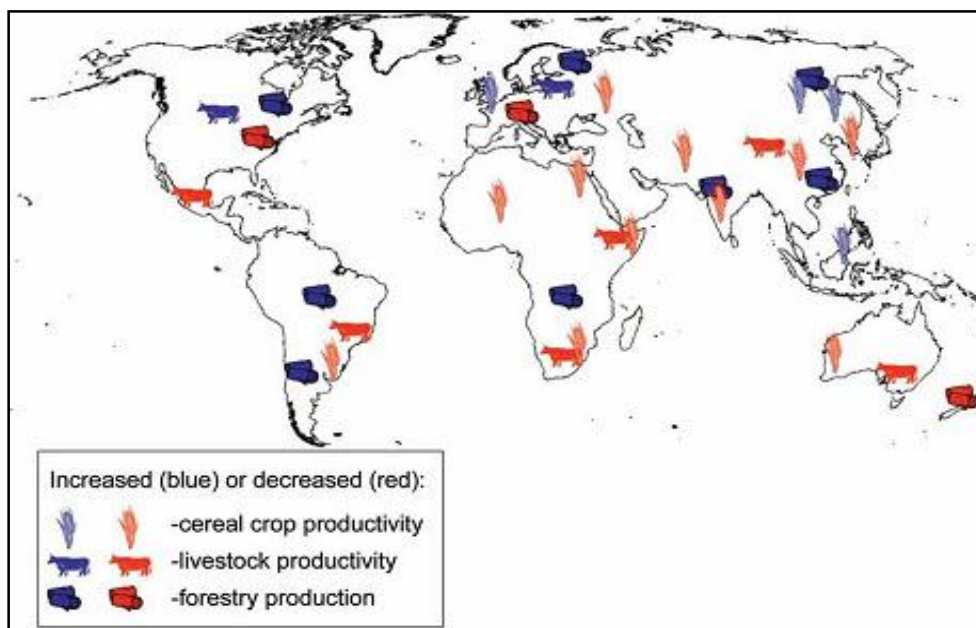 Increased (blue) or decreased (red):
-cereal crop productivity
-livestock productivity
-forestry production